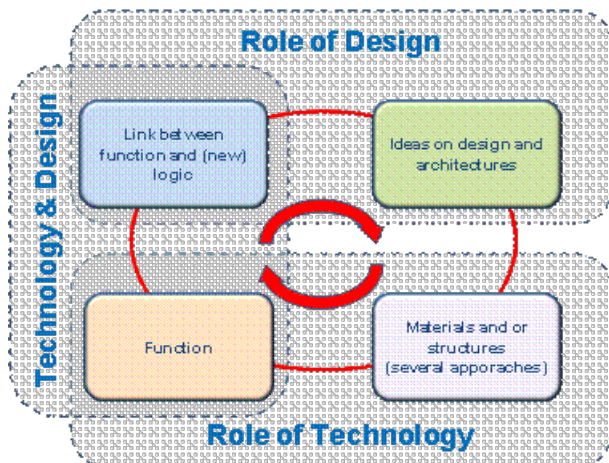 Role of Design
Technology & Design
Link between
function and (new)
logic
Ideas on design and
architectures
Function
Materials and or
structures
(several apporaches)
Role of Technology